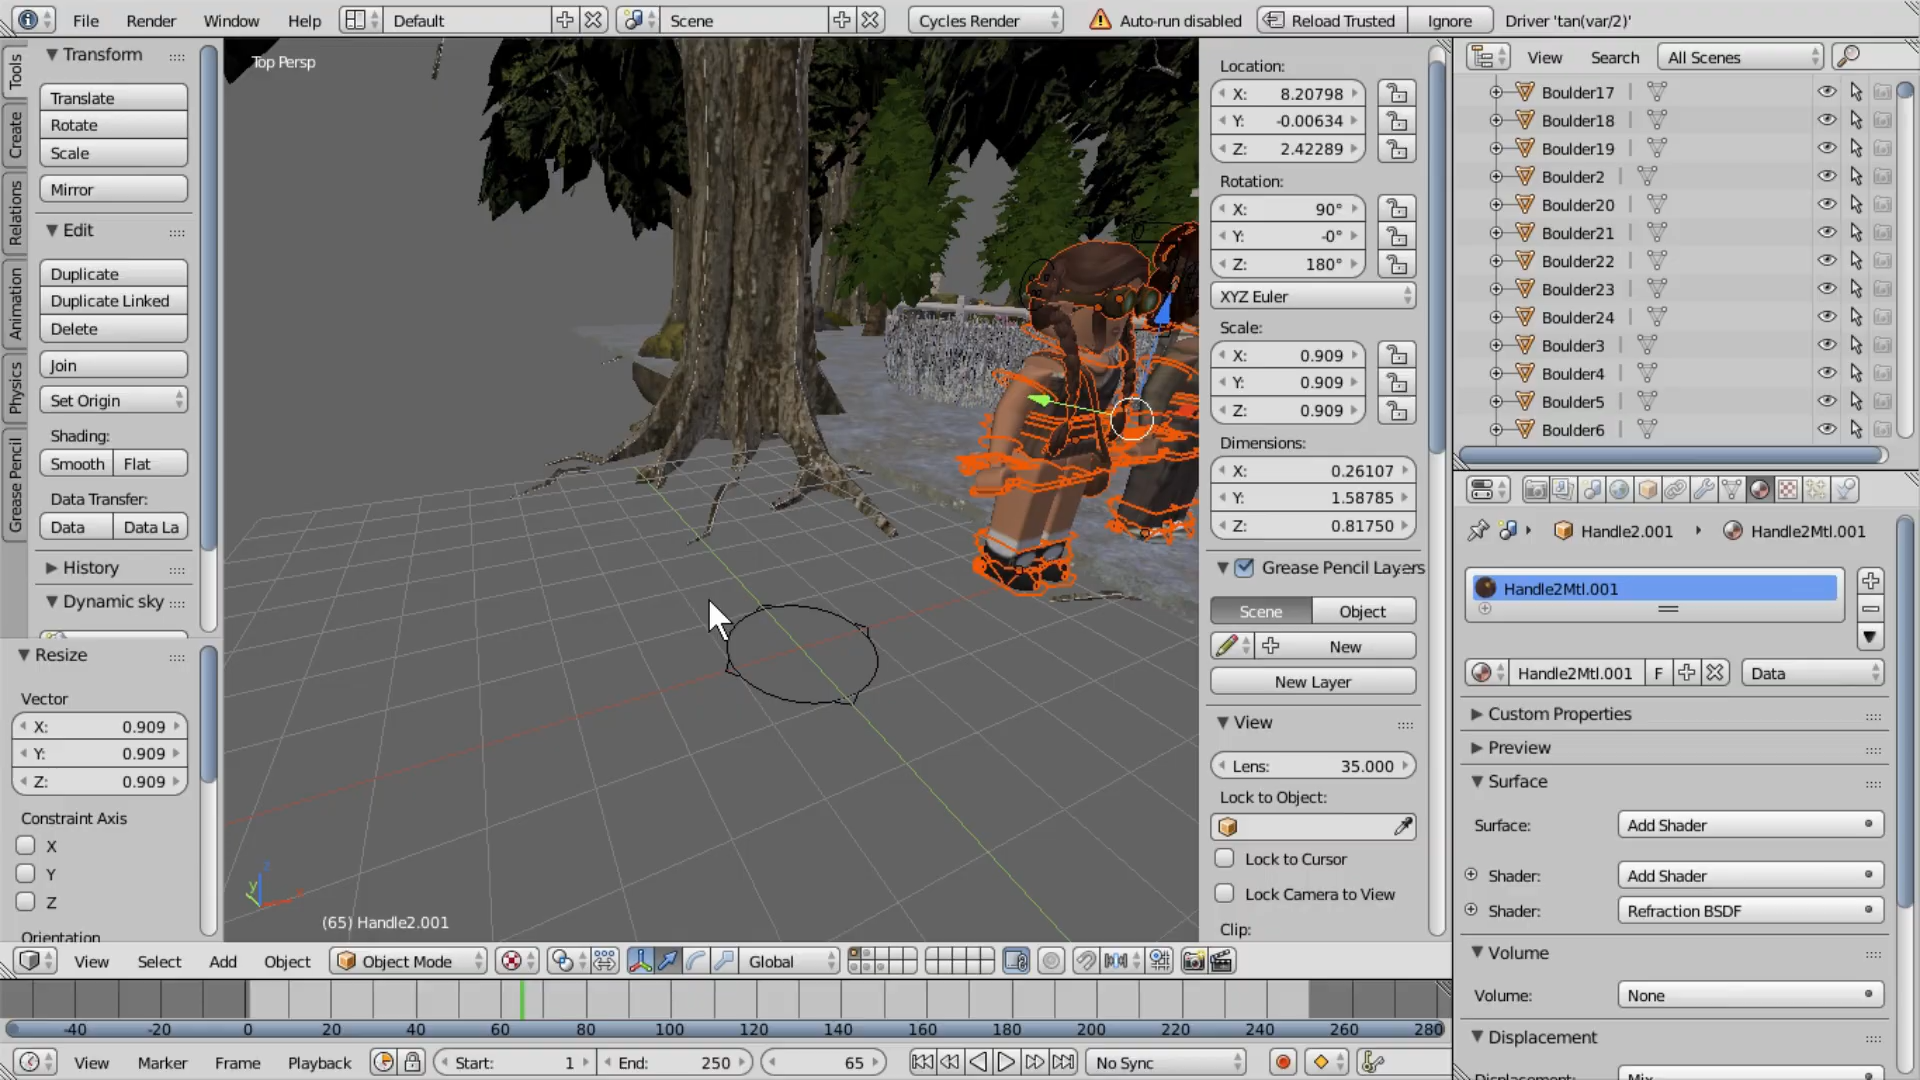 File Render Window Help Default Scene Cycles Render Auto-run disabled Reload Trusted Ignore Driver 'tan(var/2)'
Tools
Create
Relations
Animation
Physics
Grease Pencil
Transform
Translate
Rotate
Scale
Mirror
Edit
Duplicate
Duplicate Linked
Delete
Join
Set Origin
Shading:
Smooth Flat
Data Transfer:
Data Data La
History
Dynamic sky
Resize
Vector
X: 0.909
Y: 0.909
Z: 0.909
Constraint Axis
X
Y
Z
Orientation
Top Persp
y
z
(65) Handle2.001
Location:
X: 8.20798
Y: -0.00634
Z: 2.42289
Rotation:
X: 90°
Y: -0°
Z: 180°
XYZ Euler
Scale:
X: 0.909
Y: 0.909
Z: 0.909
Dimensions:
X: 0.26107
Y: 1.58785
Z: 0.81750
Grease Pencil Layers
Scene Object
New
New Layer
View
Lens: 35.000
Lock to Object:
Lock to Cursor
Lock Camera to View
Clip:
View Search All Scenes
Boulder17
Boulder18
Boulder19
Boulder2
Boulder20
Boulder21
Boulder22
Boulder23
Boulder24
Boulder3
Boulder4
Boulder5
Boulder6
Handle2.001 Handle2Mtl.001
Handle2Mtl.001
Handle2Mtl.001 F Data
Custom Properties
Preview
Surface
Surface: Add Shader
Shader: Add Shader
Shader: Refraction BSDF
Volume
Volume: None
Displacement
Displacement: Mix
View Select Add Object Object Mode Global
-40 -20 0 20 40 60 80 100 120 140 160 180 200 220 240 260 280
View Marker Frame Playback Start: 1 End: 250 65 No Sync